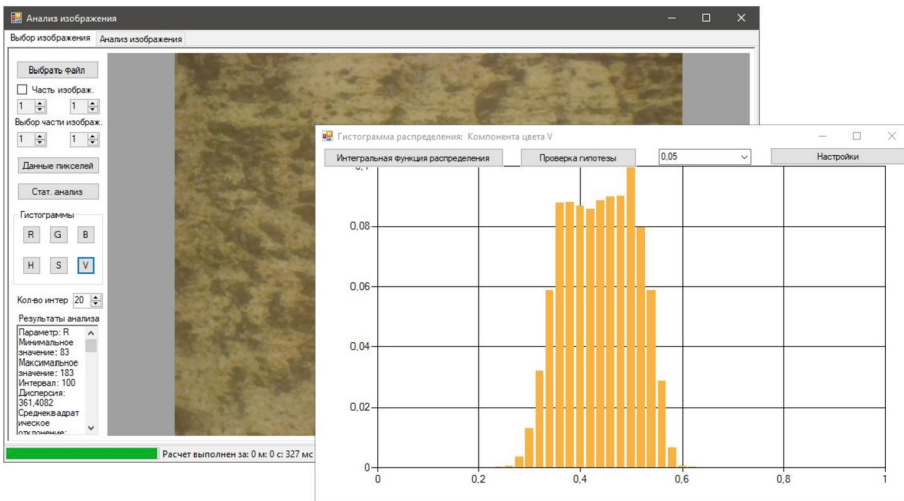 Анализ изображения
Выбор изображения Анализ изображения
Выбрать файл
Часть изображ.
1 1
Выбор части изображ.
1 1
Данные пикселей
Стат. анализ
Гистограммы
R G B
H S V
Кол-во интер 20
Результаты анализа
Параметр: R
Минимальное
значение: 83
Максимальное
значение: 183
Интервал: 100
Дисперсия:
361,4082
Среднеквадрат
ическое
отклонение:
Расчет выполнен за: 0 м: 0 с: 327 мс
Гистограмма распределения: Компонента цвета V
Интегральная функция распределения Проверка гипотезы 0,05 Настройки
0,1
0,08
0,06
0,04
0,02
0
0 0,2 0,4 0,6 0,8 1